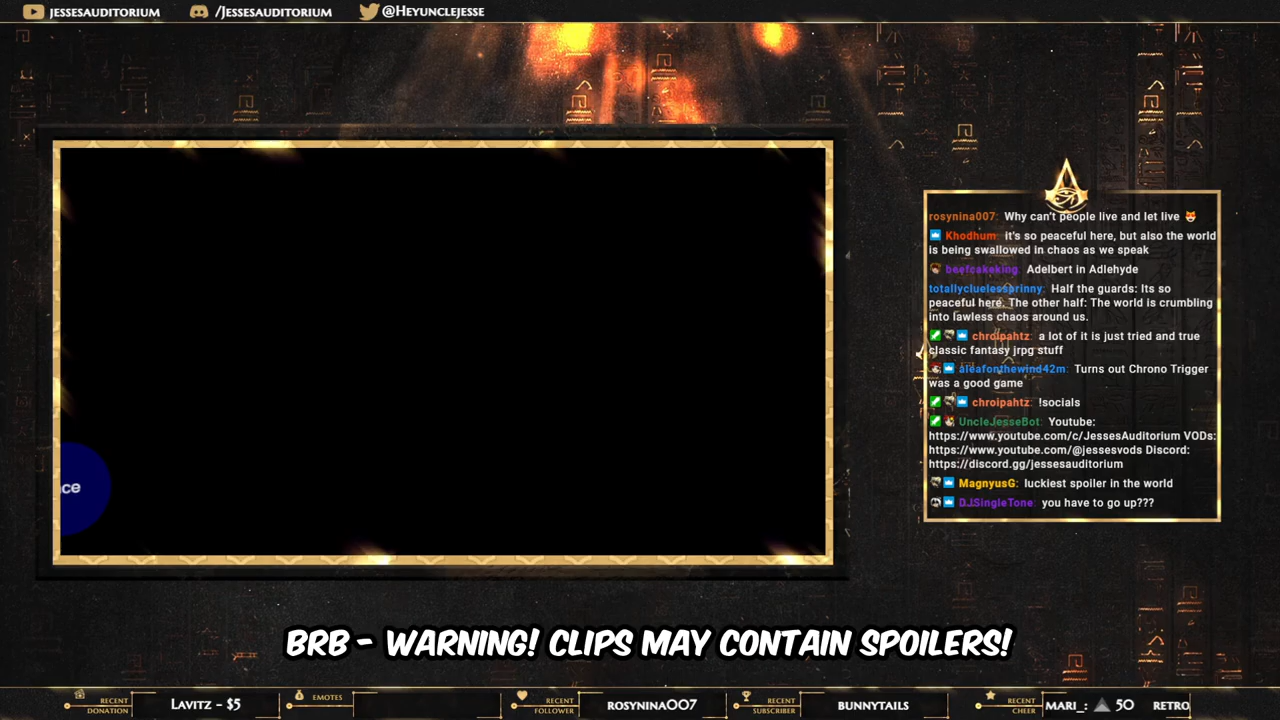 JESSESAUDITORIUM
/JESSESAUDITORIUM
@HEYUNCLEJESSE
rosynina007: Why can't people live and let live
Khodhum: it's so peaceful here, but also the world
is being swallowed in chaos as we speak
beefcakeking: Adelbert in Adlehyde
totallycluelessprinny: Half the guards: Its so
peaceful here. The other half: The world is crumbling
into lawless chaos around us.
chroipahtz: a lot of it is just tried and true
classic fantasy jrpg stuff
aleafonthewind42m: Turns out Chrono Trigger
was a good game
chroipahtz: !socials
UncleJesseBot: Youtube:
https://www.youtube.com/c/JessesAuditorium VODs:
https://www.youtube.com/@jessesvods Discord:
https://discord.gg/jessesauditorium
MagnyusG: luckiest spoiler in the world
DJSingleTone: you have to go up???
ce
BRB - WARNING! CLIPS MAY CONTAIN SPOILERS!
RECENT
DONATION
LAVITZ - $5
EMOTES
RECENT
FOLLOWER
ROSYNINA007
RECENT
SUBSCRIBER
BUNNYTAILS
RECENT
CHEER
MARI_: 50 RETRO